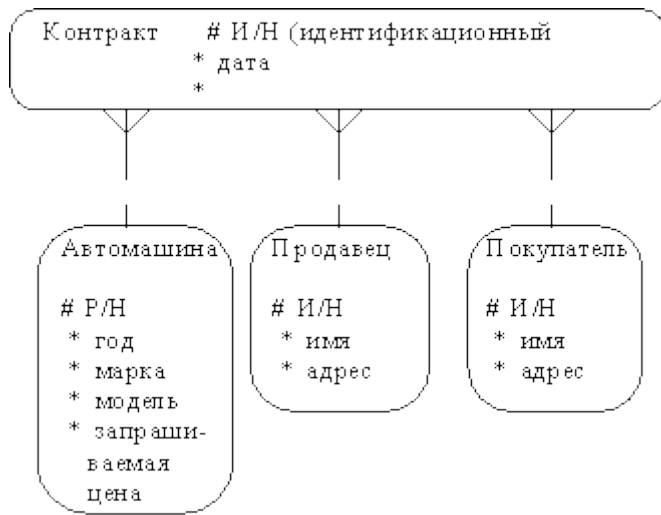 Контракт # И/Н (идентификационный
* дата
*
Автомашина
# Р/Н
* год
* марка
* модель
* запраши-
ваемая
цена
Продавец
# И/Н
* имя
* адрес
Покупатель
# И/Н
* имя
* адрес